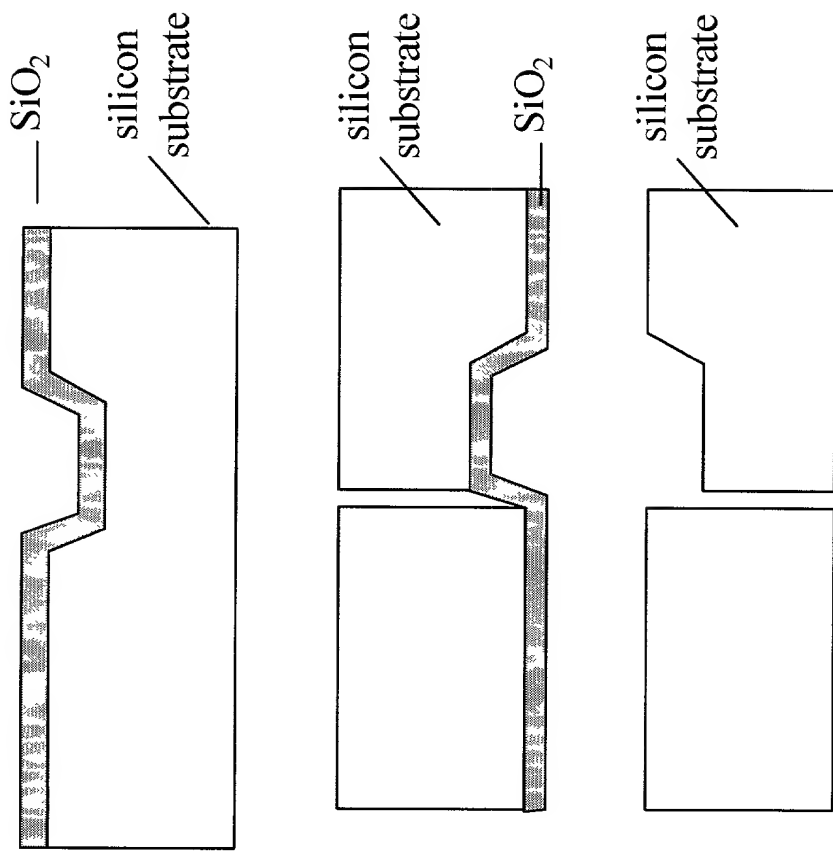 SiO₂
silicon
substrate
silicon
substrate
SiO₂
silicon
substrate